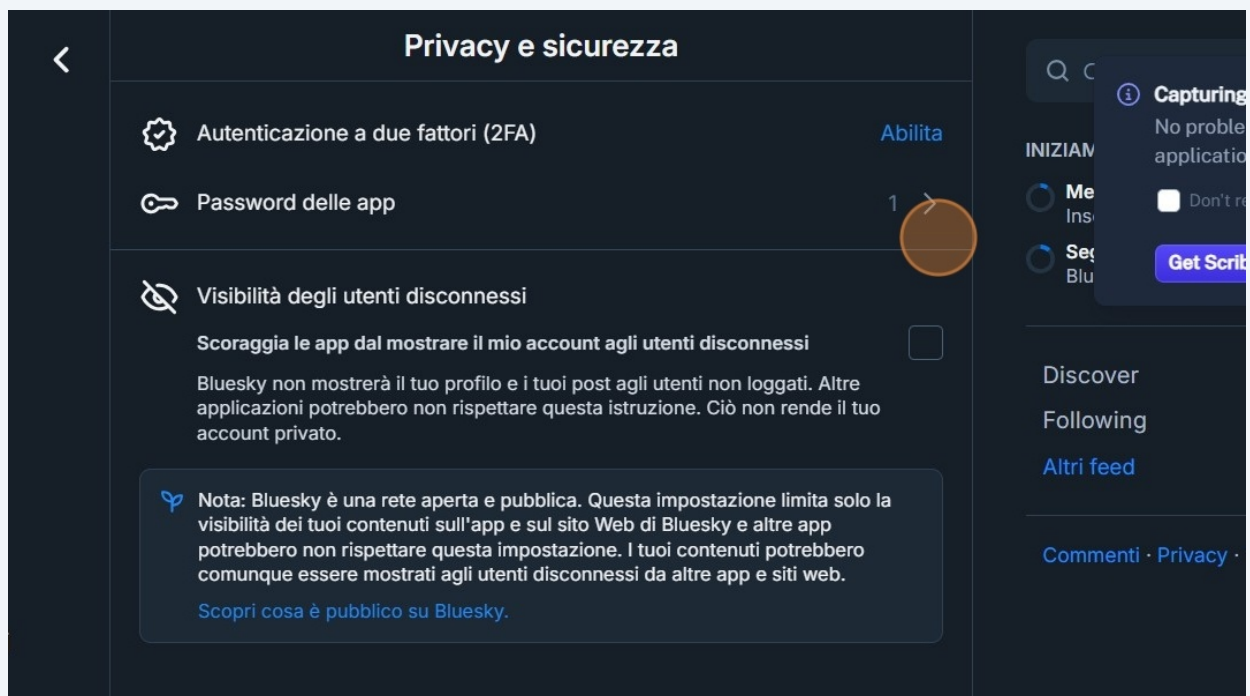 Privacy e sicurezza
Autenticazione a due fattori (2FA)
Abilita
Password delle app
1
Visibilità degli utenti disconnessi
Scoraggia le app dal mostrare il mio account agli utenti disconnessi
Bluesky non mostrerà il tuo profilo e i tuoi post agli utenti non loggati. Altre
applicazioni potrebbero non rispettare questa istruzione. Ciò non rende il tuo
account privato.
Nota: Bluesky è una rete aperta e pubblica. Questa impostazione limita solo la
visibilità dei tuoi contenuti sull'app e sul sito Web di Bluesky e altre app
potrebbero non rispettare questa impostazione. I tuoi contenuti potrebbero
comunque essere mostrati agli utenti disconnessi da altre app e siti web.
Scopri cosa è pubblico su Bluesky.
Capturing
No proble
applicatio
Don't re
Get Scrib
INIZIAM
Me
Ins
Seg
Blu
Discover
Following
Altri feed
Commenti · Privacy ·